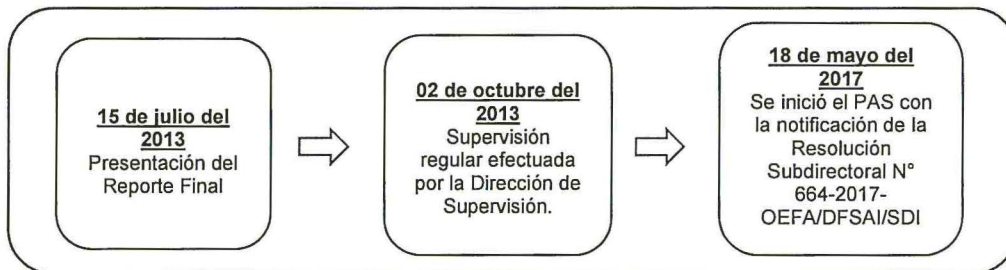 15 de julio del
2013
Presentación del
Reporte Final
02 de octubre del
2013
Supervisión
regular efectuada
por la Dirección de
Supervisión.
18 de mayo del
2017
Se inició el PAS con
la notificación de la
Resolución
Subdirectoral N°
664-2017-
OEFA/DFSAI/SDI